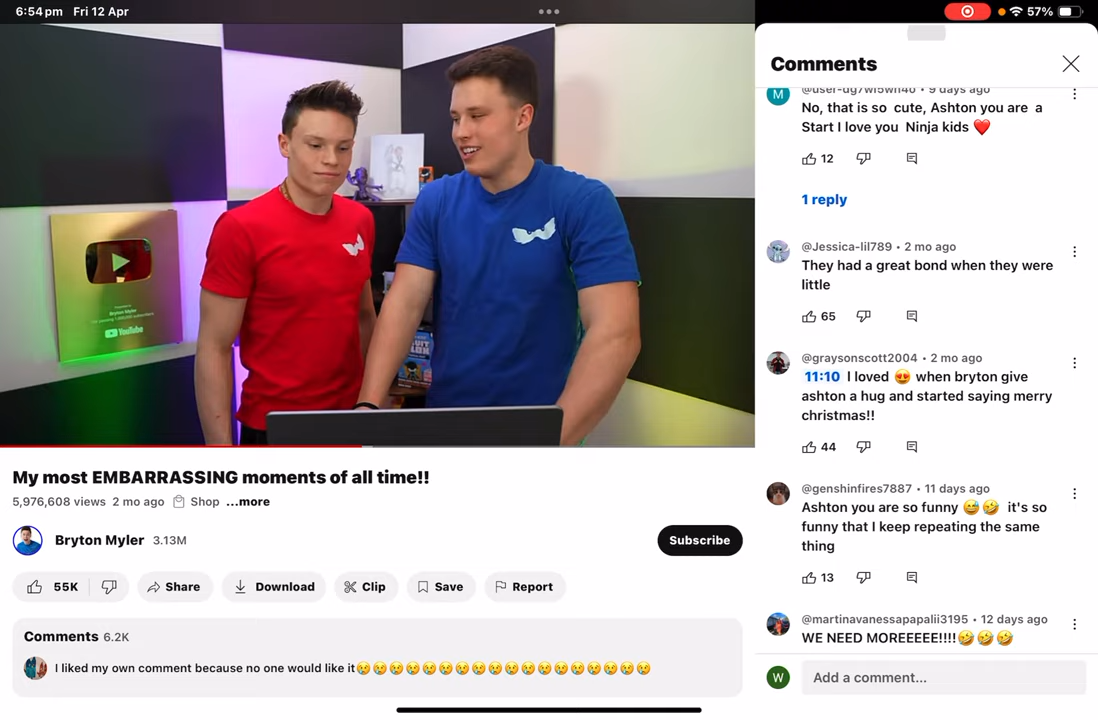 6:54 pm Fri 12 Apr
57%
Bryton Myler
YouTube
My most EMBARRASSING moments of all time!!
5,976,608 views 2 mo ago Shop ...more
Bryton Myler 3.13M
Subscribe
55K
Share
Download
Clip
Save
Report
Comments 6.2K
I liked my own comment because no one would like it😢😢😢😢😢😢😢😢😢😢😢😢😢😢😢😢😢😢
Comments
M
9 days ago
No, that is so cute, Ashton you are a
Start I love you Ninja kids ❤️
12
1 reply
@Jessica-lil789 • 2 mo ago
They had a great bond when they were
little
65
@graysonscott2004 • 2 mo ago
11:10 I loved 😍 when bryton give
ashton a hug and started saying merry
christmas!!
44
@genshinfires7887 • 11 days ago
Ashton you are so funny 😅🤣 it's so
funny that I keep repeating the same
thing
13
@martinavanessapapalii3195 • 12 days ago
WE NEED MOREEEEE!!!!🤣🤣🤣
W
Add a comment...